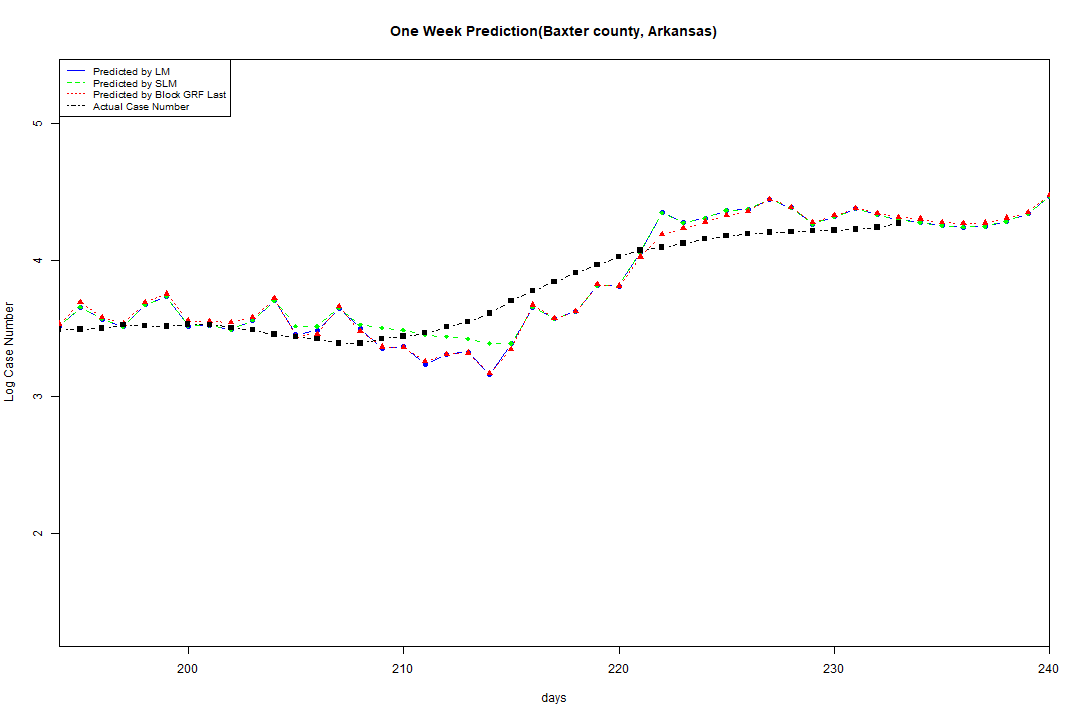 One Week Prediction(Baxter county, Arkansas)
Predicted by LM
Predicted by SLM
Predicted by Block GRF Last
Actual Case Number
5
4
3
2
Log Case Number
200 210 220 230 240
days